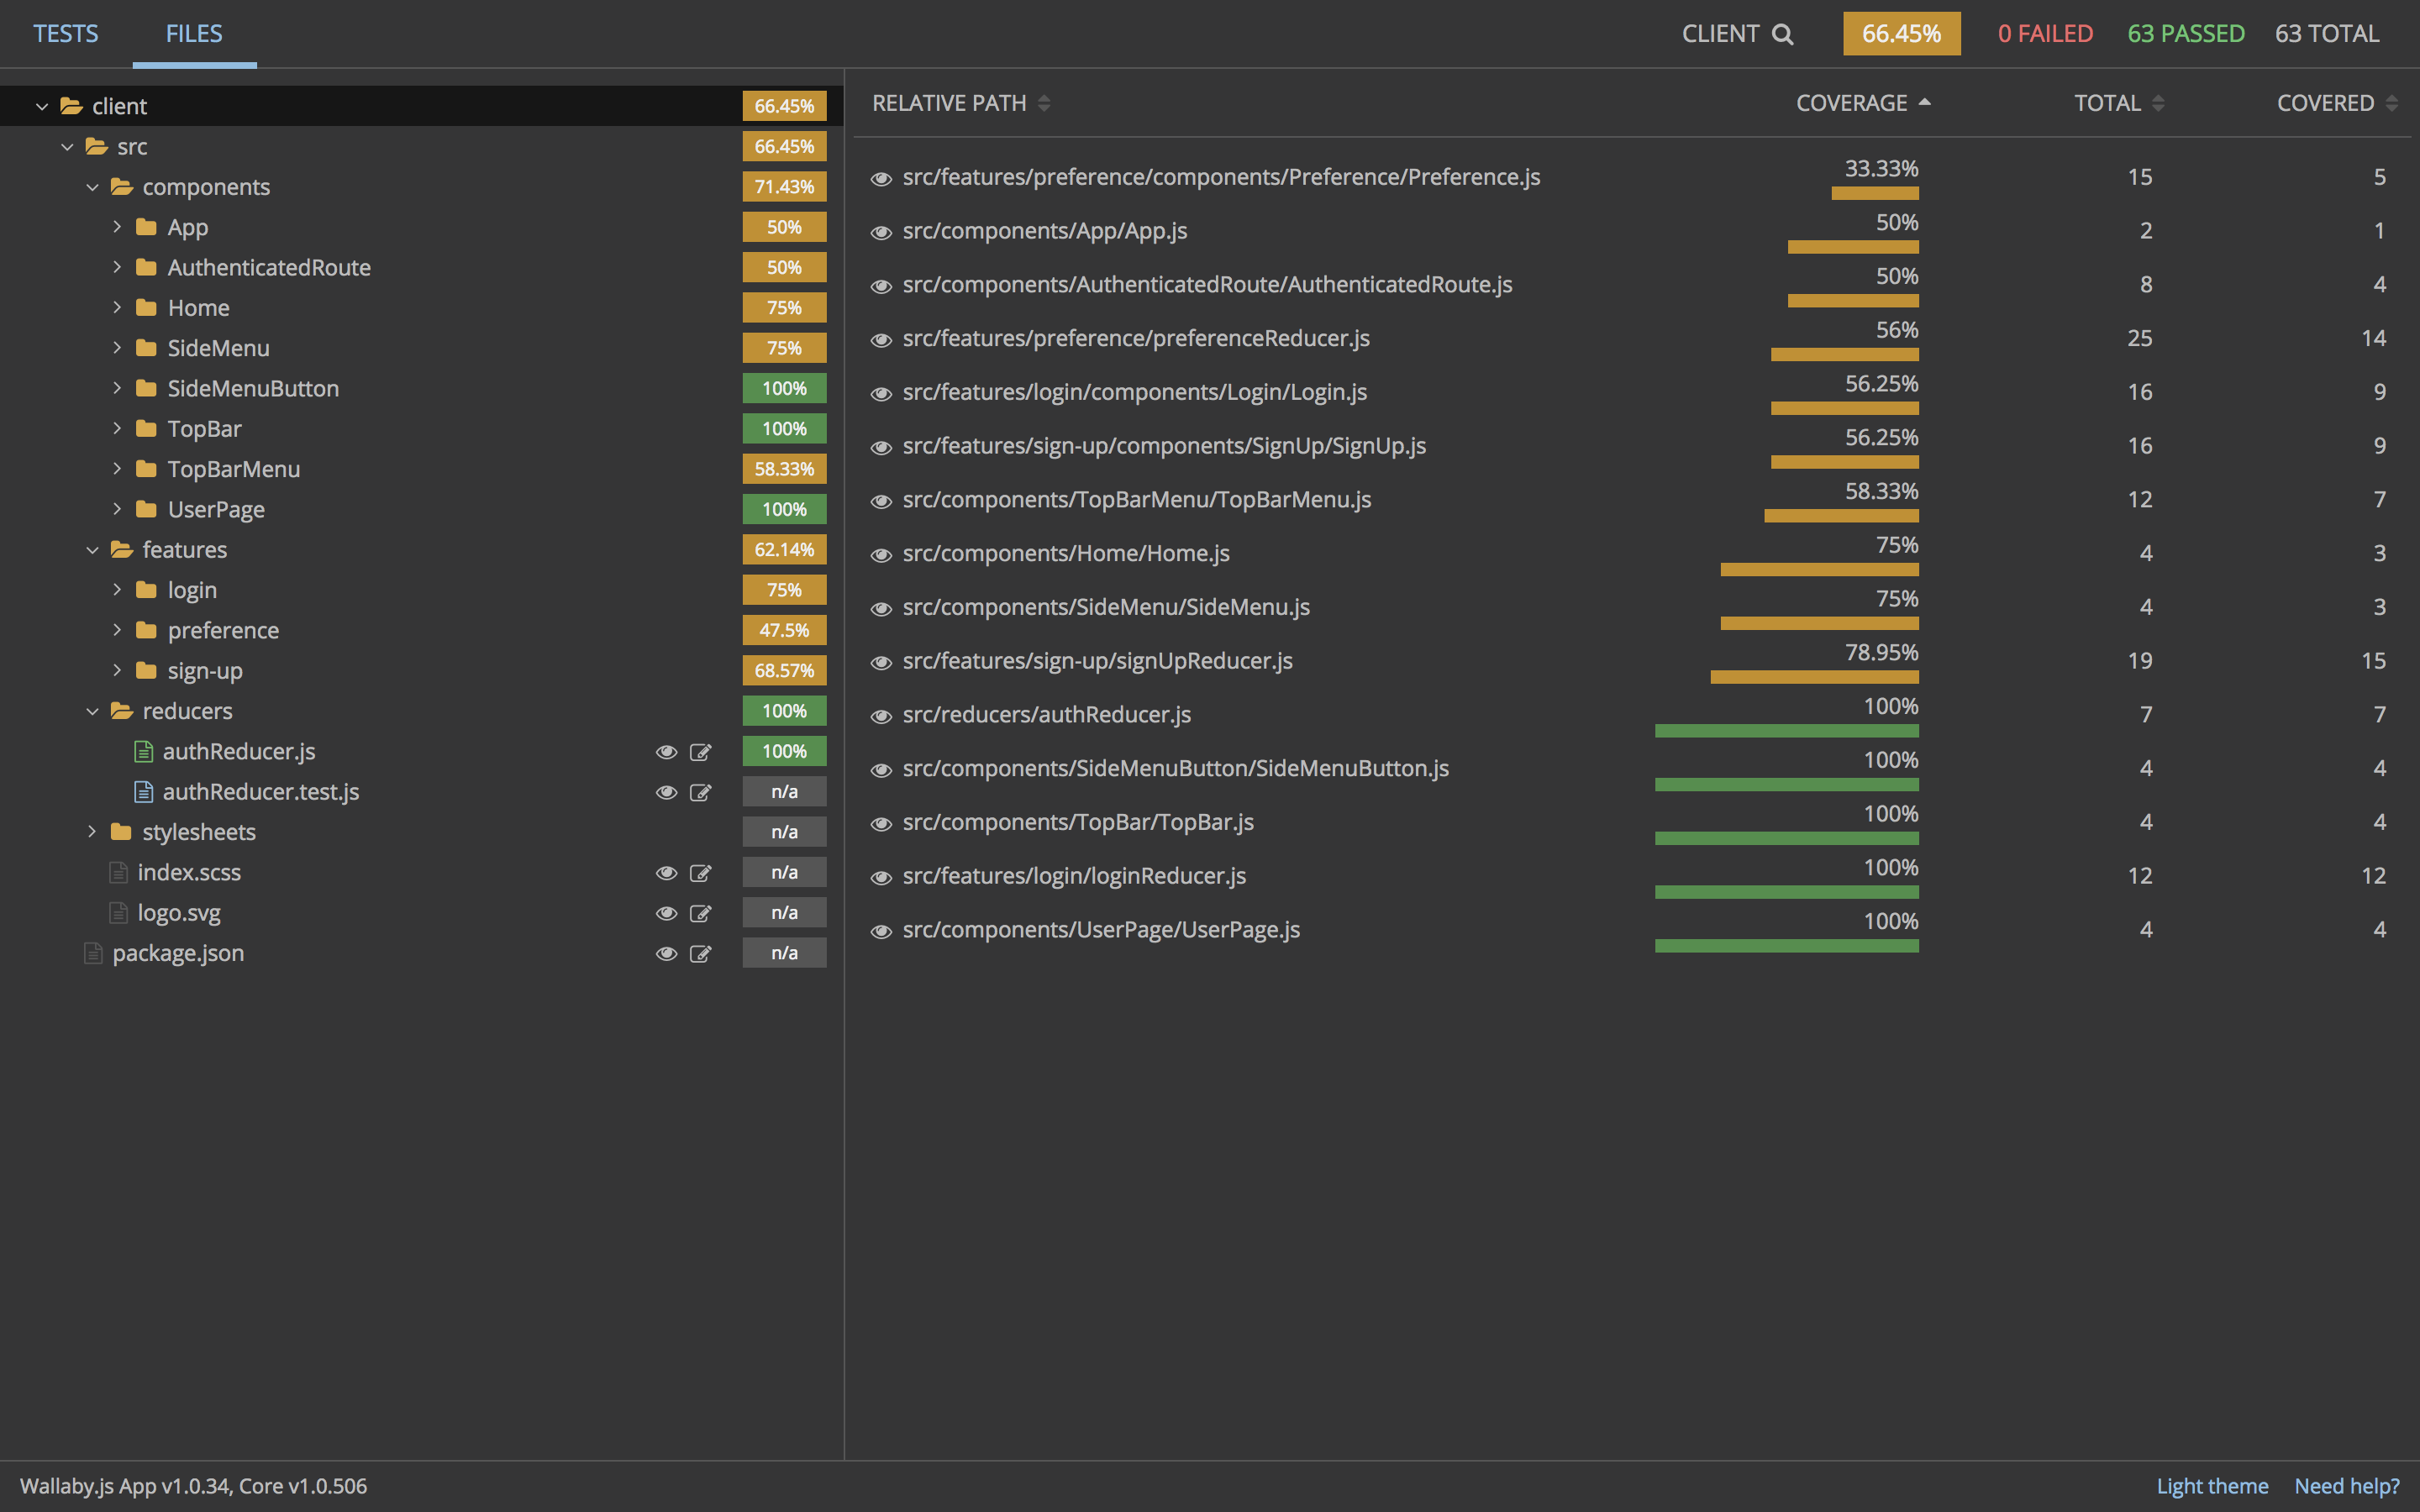 TESTS FILES CLIENT 66.45% 0 FAILED 63 PASSED 63 TOTAL
client 66.45%
src 66.45%
components 71.43%
App 50%
AuthenticatedRoute 50%
Home 75%
SideMenu 75%
SideMenuButton 100%
TopBar 100%
TopBarMenu 58.33%
UserPage 100%
features 62.14%
login 75%
preference 47.5%
sign-up 68.57%
reducers 100%
authReducer.js 100%
authReducer.test.js n/a
stylesheets n/a
index.scss n/a
logo.svg n/a
package.json n/a
RELATIVE PATH COVERAGE TOTAL COVERED
src/features/preference/components/Preference/Preference.js 33.33% 15 5
src/components/App/App.js 50% 2 1
src/components/AuthenticatedRoute/AuthenticatedRoute.js 50% 8 4
src/features/preference/preferenceReducer.js 56% 25 14
src/features/login/components/Login/Login.js 56.25% 16 9
src/features/sign-up/components/SignUp/SignUp.js 56.25% 16 9
src/components/TopBarMenu/TopBarMenu.js 58.33% 12 7
src/components/Home/Home.js 75% 4 3
src/components/SideMenu/SideMenu.js 75% 4 3
src/features/sign-up/signUpReducer.js 78.95% 19 15
src/reducers/authReducer.js 100% 7 7
src/components/SideMenuButton/SideMenuButton.js 100% 4 4
src/components/TopBar/TopBar.js 100% 4 4
src/features/login/loginReducer.js 100% 12 12
src/components/UserPage/UserPage.js 100% 4 4
Wallaby.js App v1.0.34, Core v1.0.506 Light theme Need help?